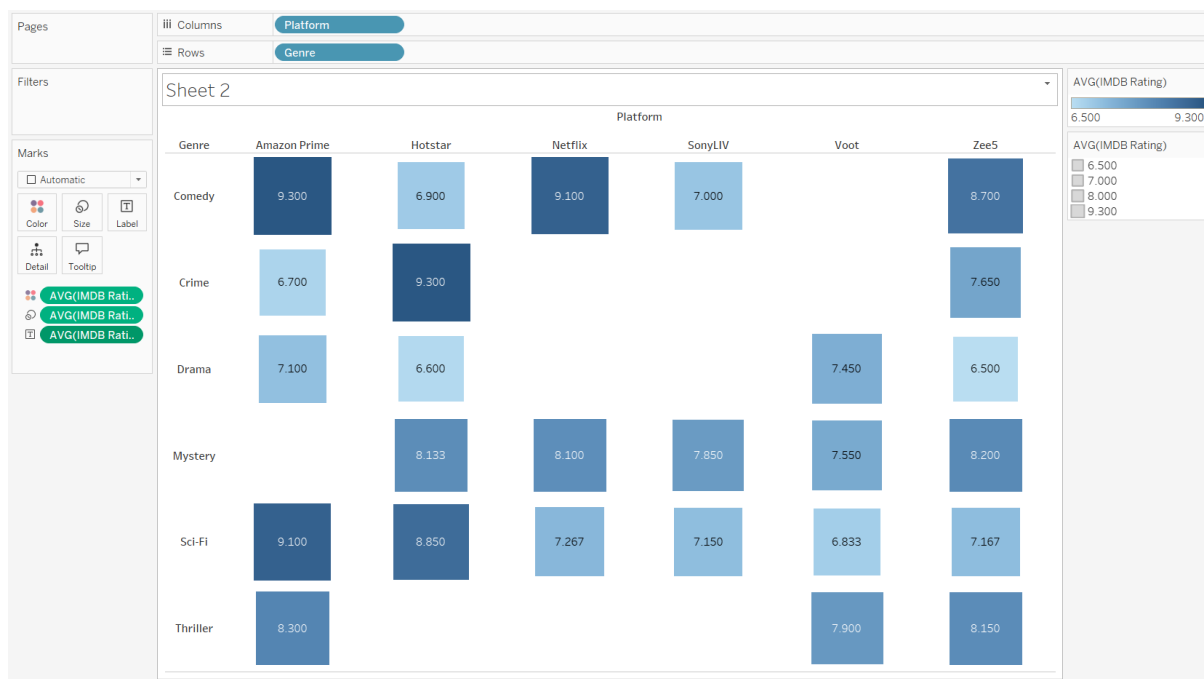 Pages
Columns
Platform
Rows
Genre
Filters
Sheet 2
Platform
Genre Amazon Prime Hotstar Netflix SonyLIV Voot Zee5
Comedy 9.300 6.900 9.100 7.000 8.700
Crime 6.700 9.300 7.650
Drama 7.100 6.600 7.450 6.500
Mystery 8.133 8.100 7.850 7.550 8.200
Sci-Fi 9.100 8.850 7.267 7.150 6.833 7.167
Thriller 8.300 7.900 8.150
Marks
Automatic
Color Size Label
Detail Tooltip
AVG(IMDB Rati..
AVG(IMDB Rati..
AVG(IMDB Rati..
AVG(IMDB Rating)
6.500 9.300
AVG(IMDB Rating)
6.500
7.000
8.000
9.300